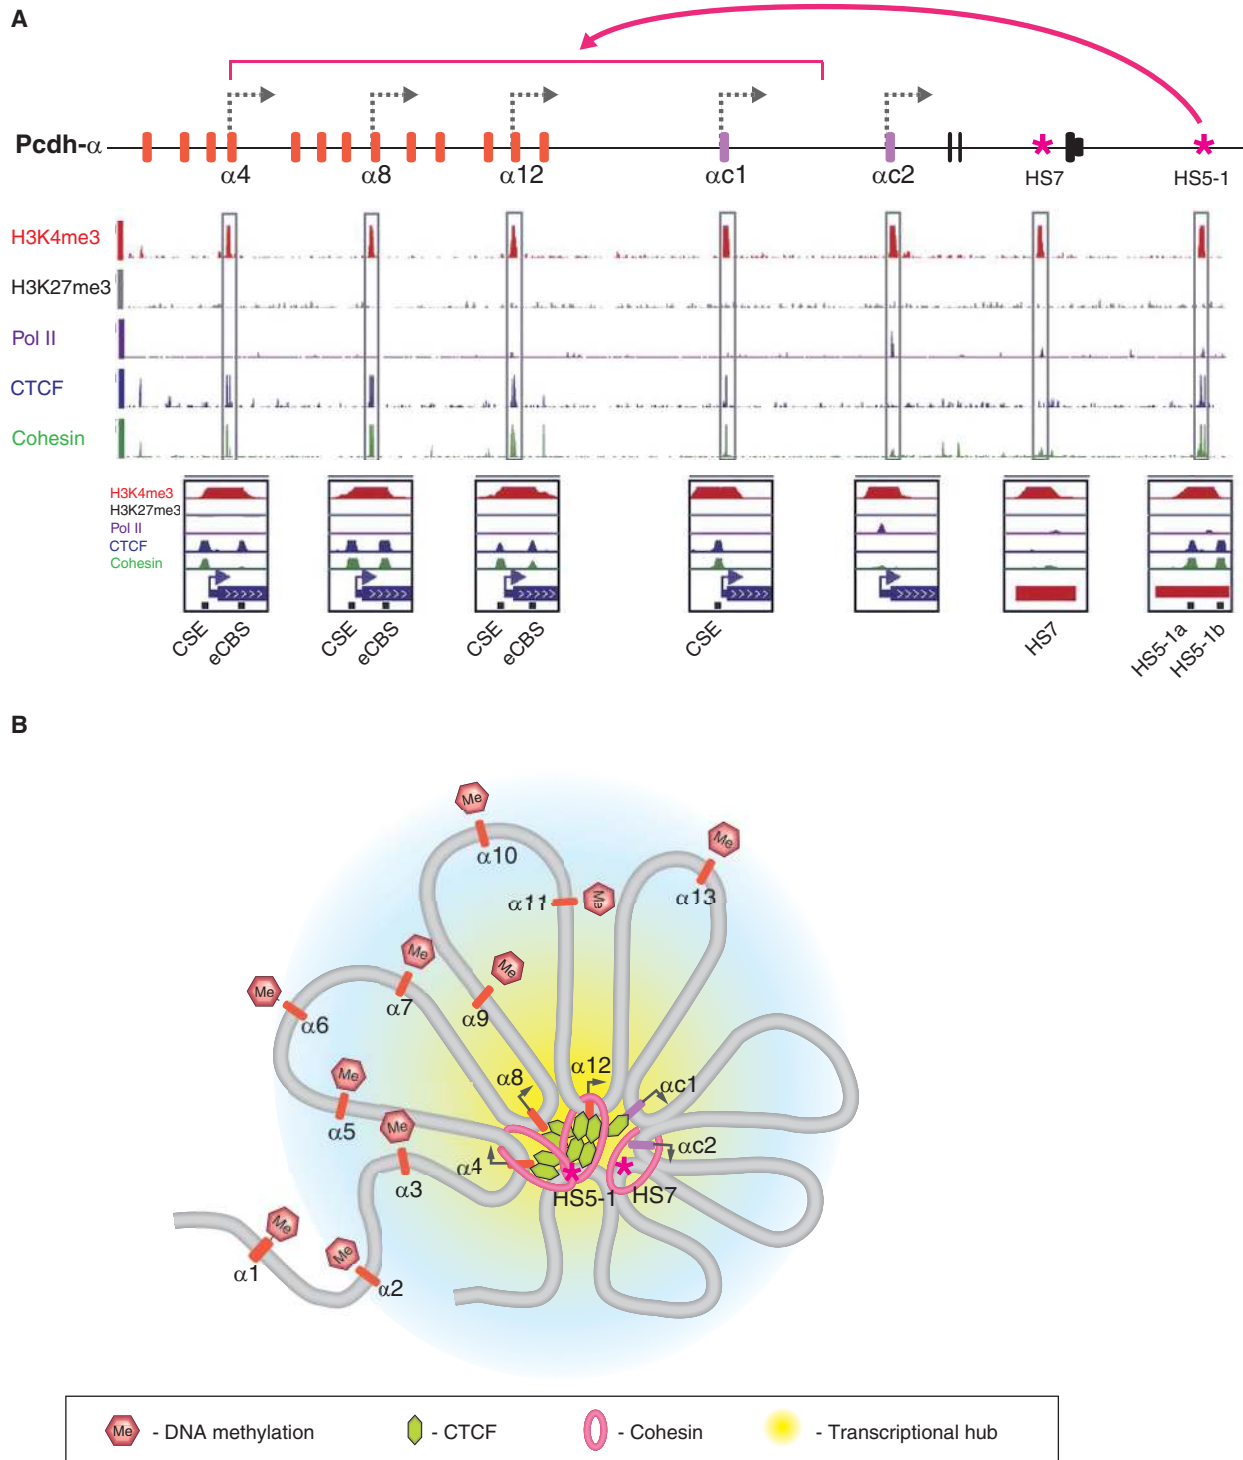 A
Pcdh-α
α4 α8 α12 αc1 αc2 HS7 HS5-1
H3K4me3
H3K27me3
Pol II
CTCF
Cohesin
H3K4me3
H3K27me3
Pol II
CTCF
Cohesin
CSE eCBS CSE eCBS CSE eCBS CSE HS7 HS5-1a HS5-1b
B
Me
α10
Me
α13
α11 Me
Me
α7
Me
α9
Me
α6
α12
α8
αc1
Me
α5
Me
αc2
α4
α3
HS5-1 HS7
Me
α1
Me
α2
Me - DNA methylation - CTCF - Cohesin - Transcriptional hub